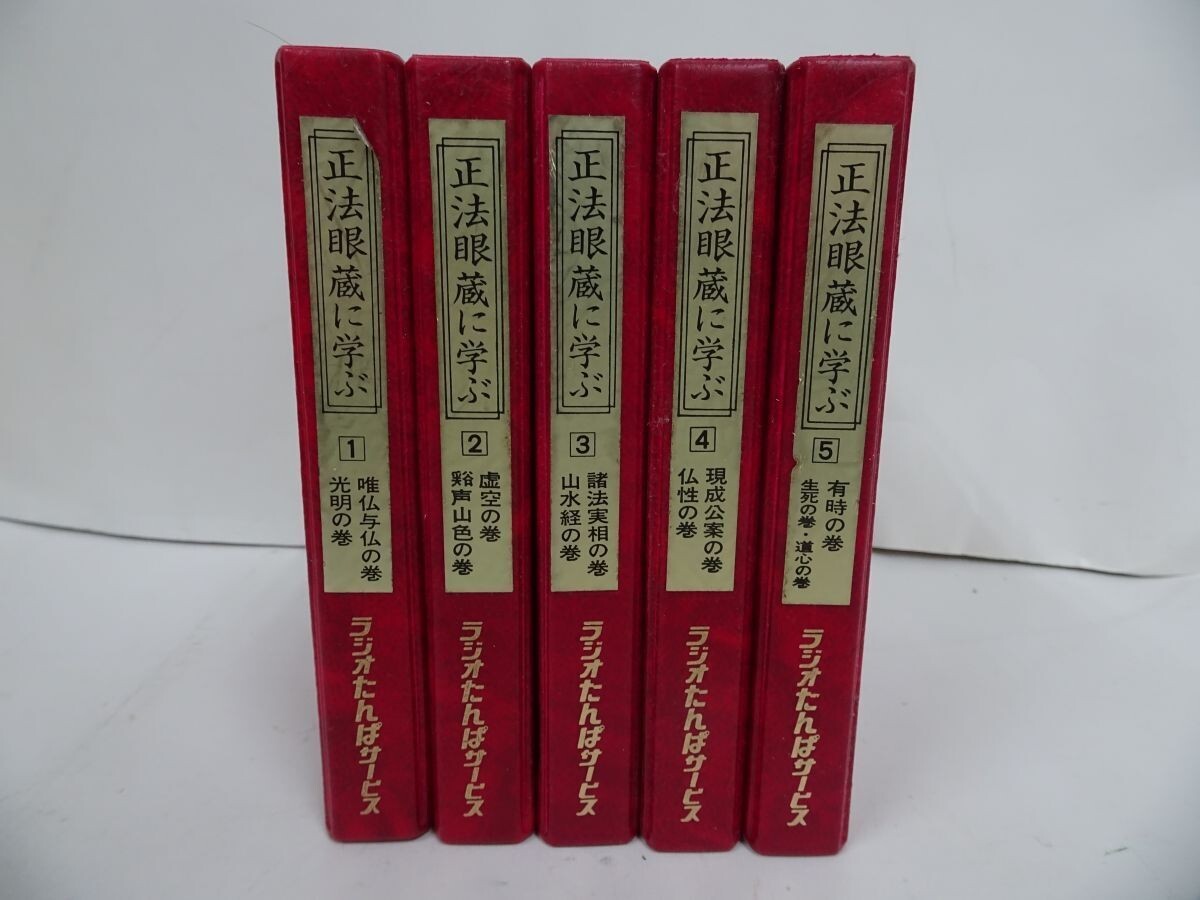 正法眼蔵に学ぶ
1
唯仏与仏の巻
光明の巻
ラジオたんぱサービス
正法眼蔵に学ぶ
2
虚空の巻
谿声山色の巻
ラジオたんぱサービス
正法眼蔵に学ぶ
3
諸法実相の巻
山水経の巻
ラジオたんぱサービス
正法眼蔵に学ぶ
4
現成公案の巻
仏性の巻
ラジオたんぱサービス
正法眼蔵に学ぶ
5
有時の巻
生死の巻・道心の巻
ラジオたんぱサービス